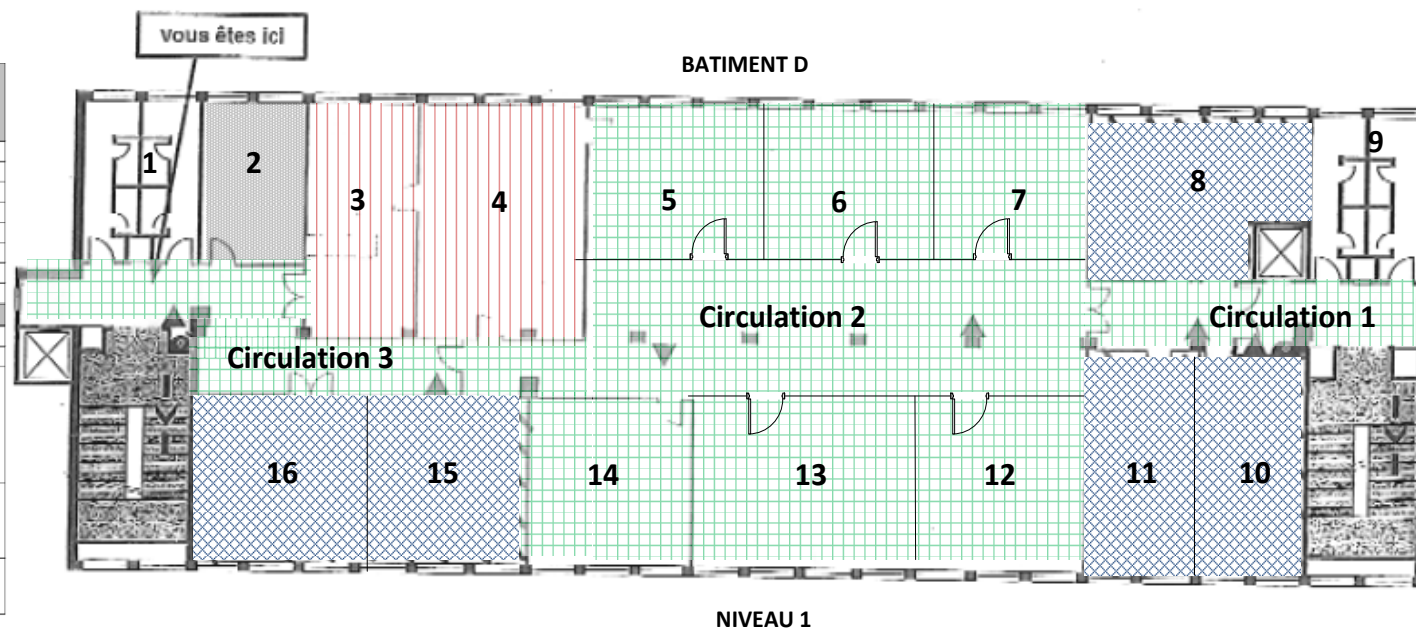 vous êtes ici
BATIMENT D
1
2
3
4
5
6
7
8
9
Circulation 2
Circulation 1
Circulation 3
16
15
14
13
12
11
10
NIVEAU 1